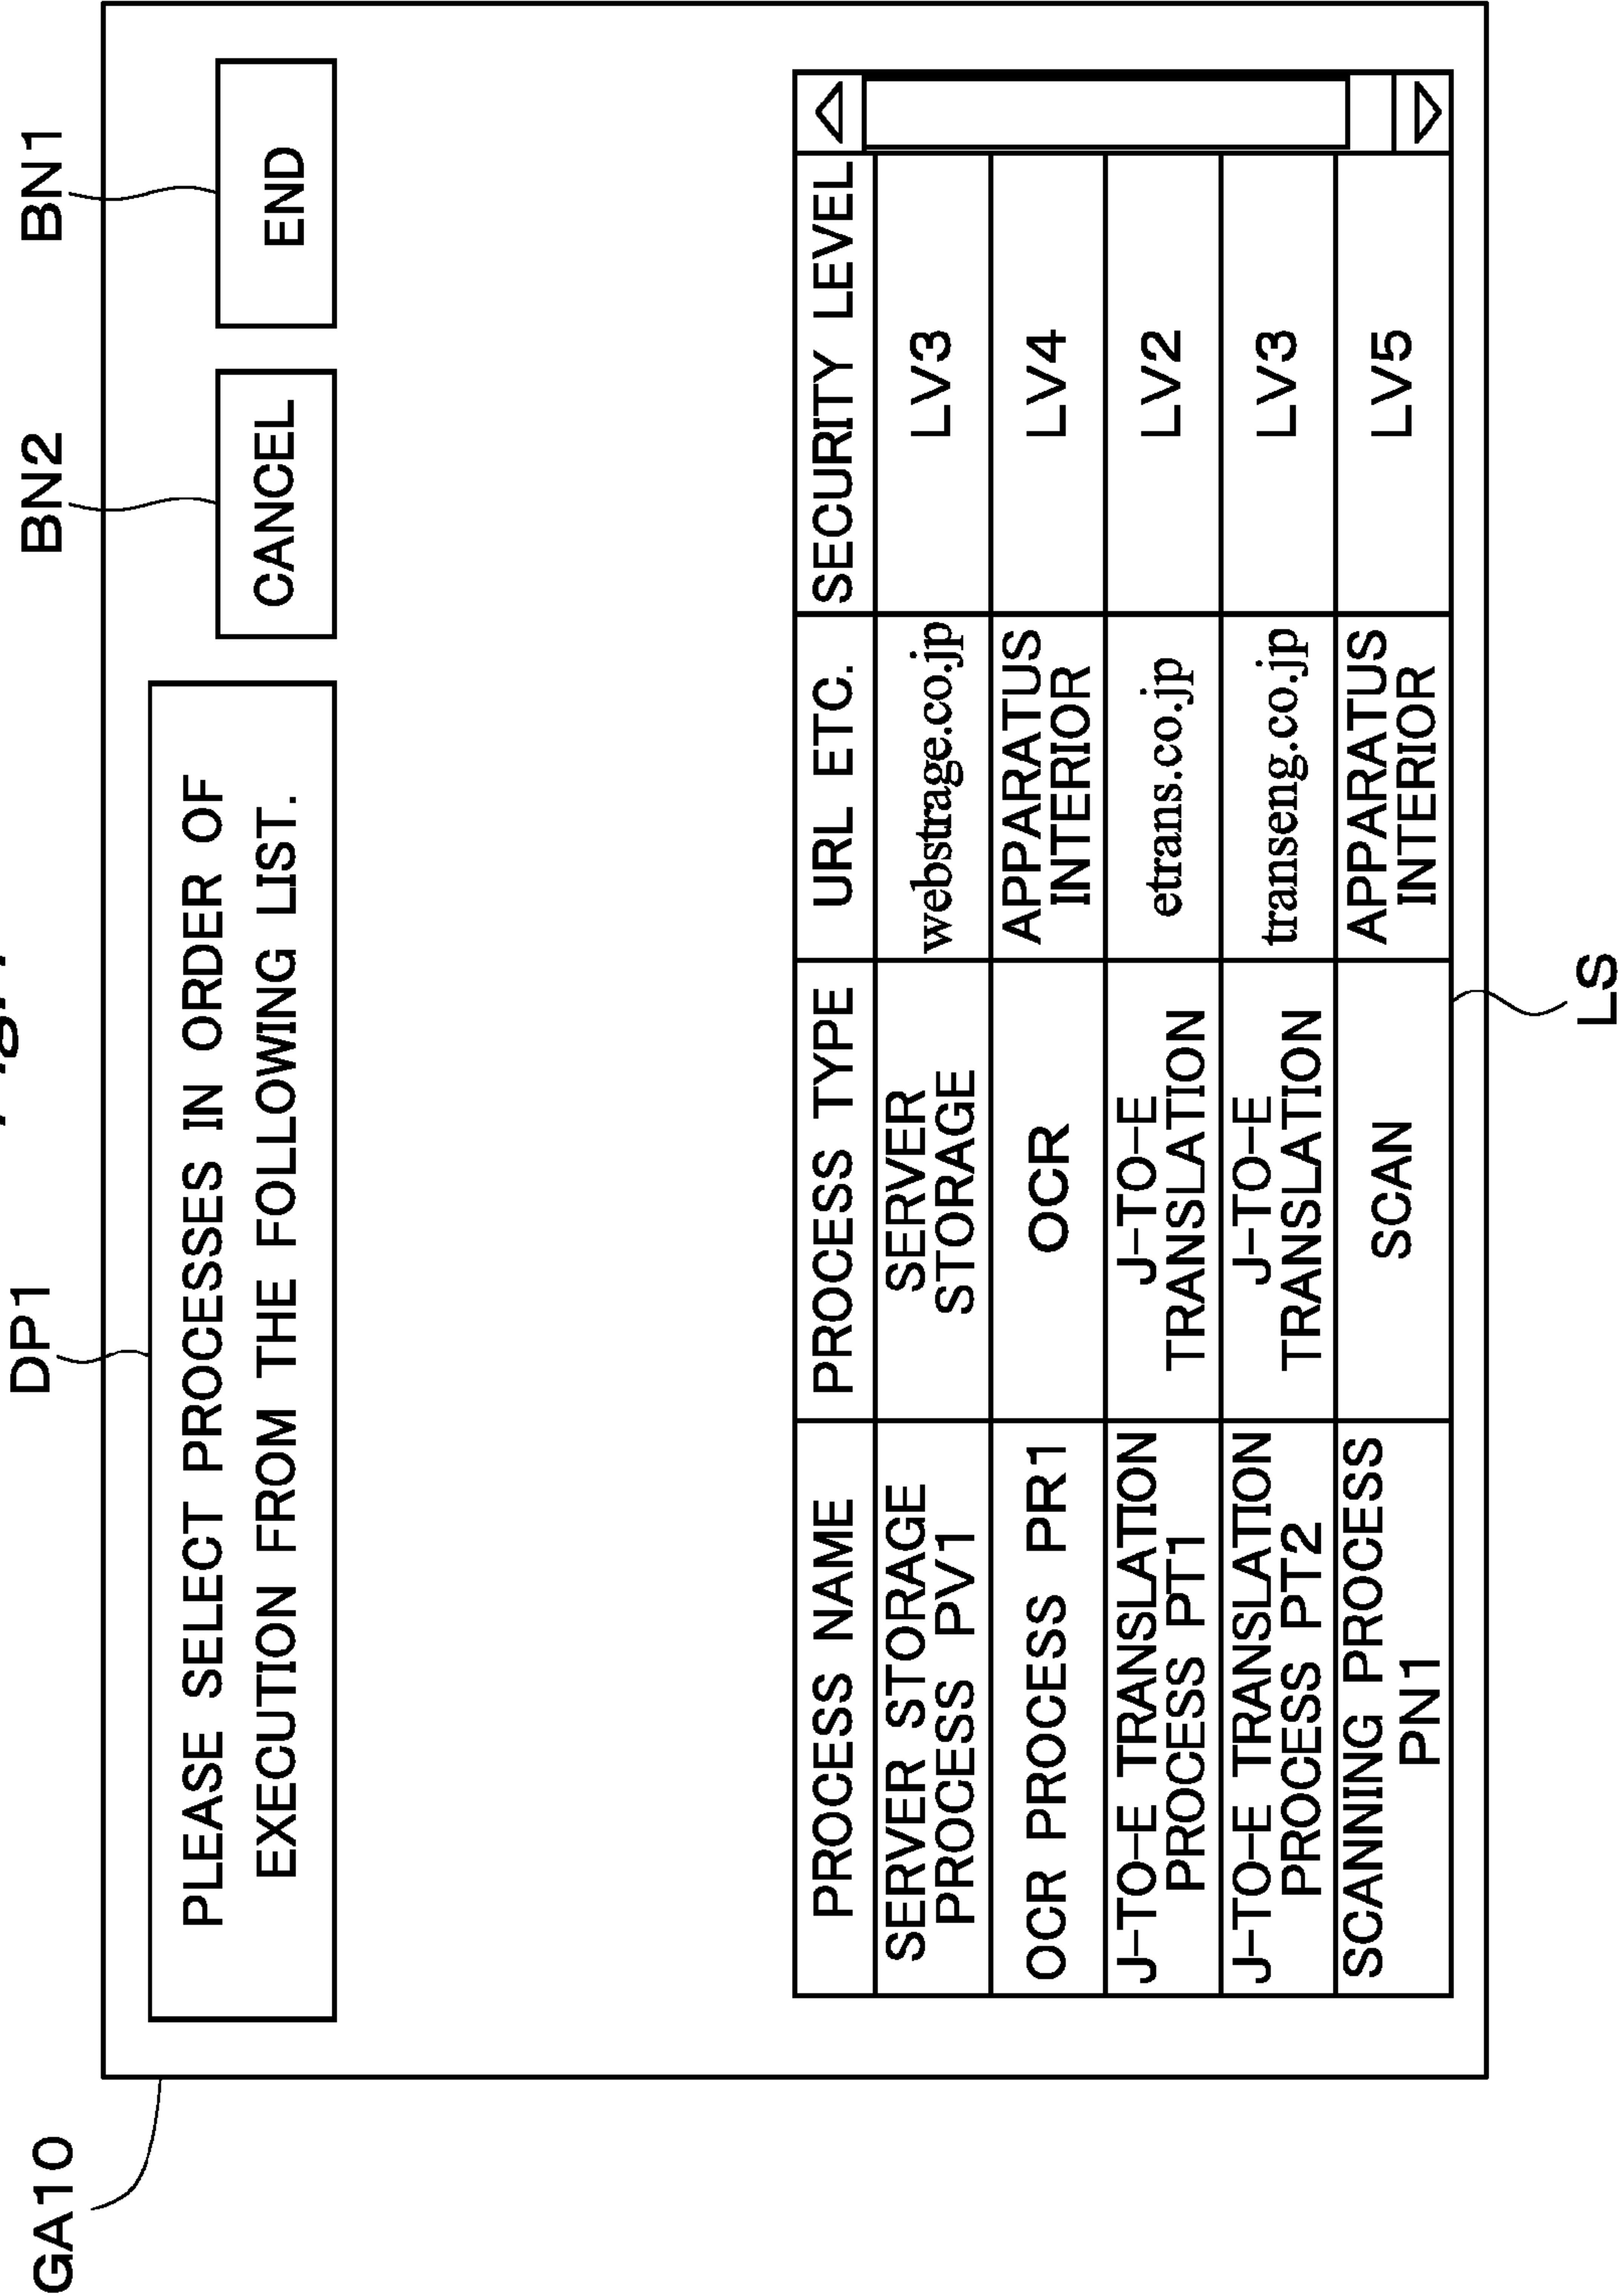 DP1
BN2
BN1
GA10
PLEASE SELECT PROCESSES IN ORDER OF
EXECUTION FROM THE FOLLOWING LIST.
CANCEL
END
PROCESS NAME PROCESS TYPE URL ETC. SECURITY LEVEL
SERVER STORAGE
PROCESS PV1
SERVER
STORAGE
webstrage.co.jp
LV3
OCR PROCESS PR1
OCR
APPARATUS
INTERIOR
LV4
J-TO-E TRANSLATION
PROCESS PT1
J-TO-E
TRANSLATION
etrans.co.jp
LV2
J-TO-E TRANSLATION
PROCESS PT2
J-TO-E
TRANSLATION
transeng.co.jp
LV3
SCANNING PROCESS
PN1
SCAN
APPARATUS
INTERIOR
LV5
LS